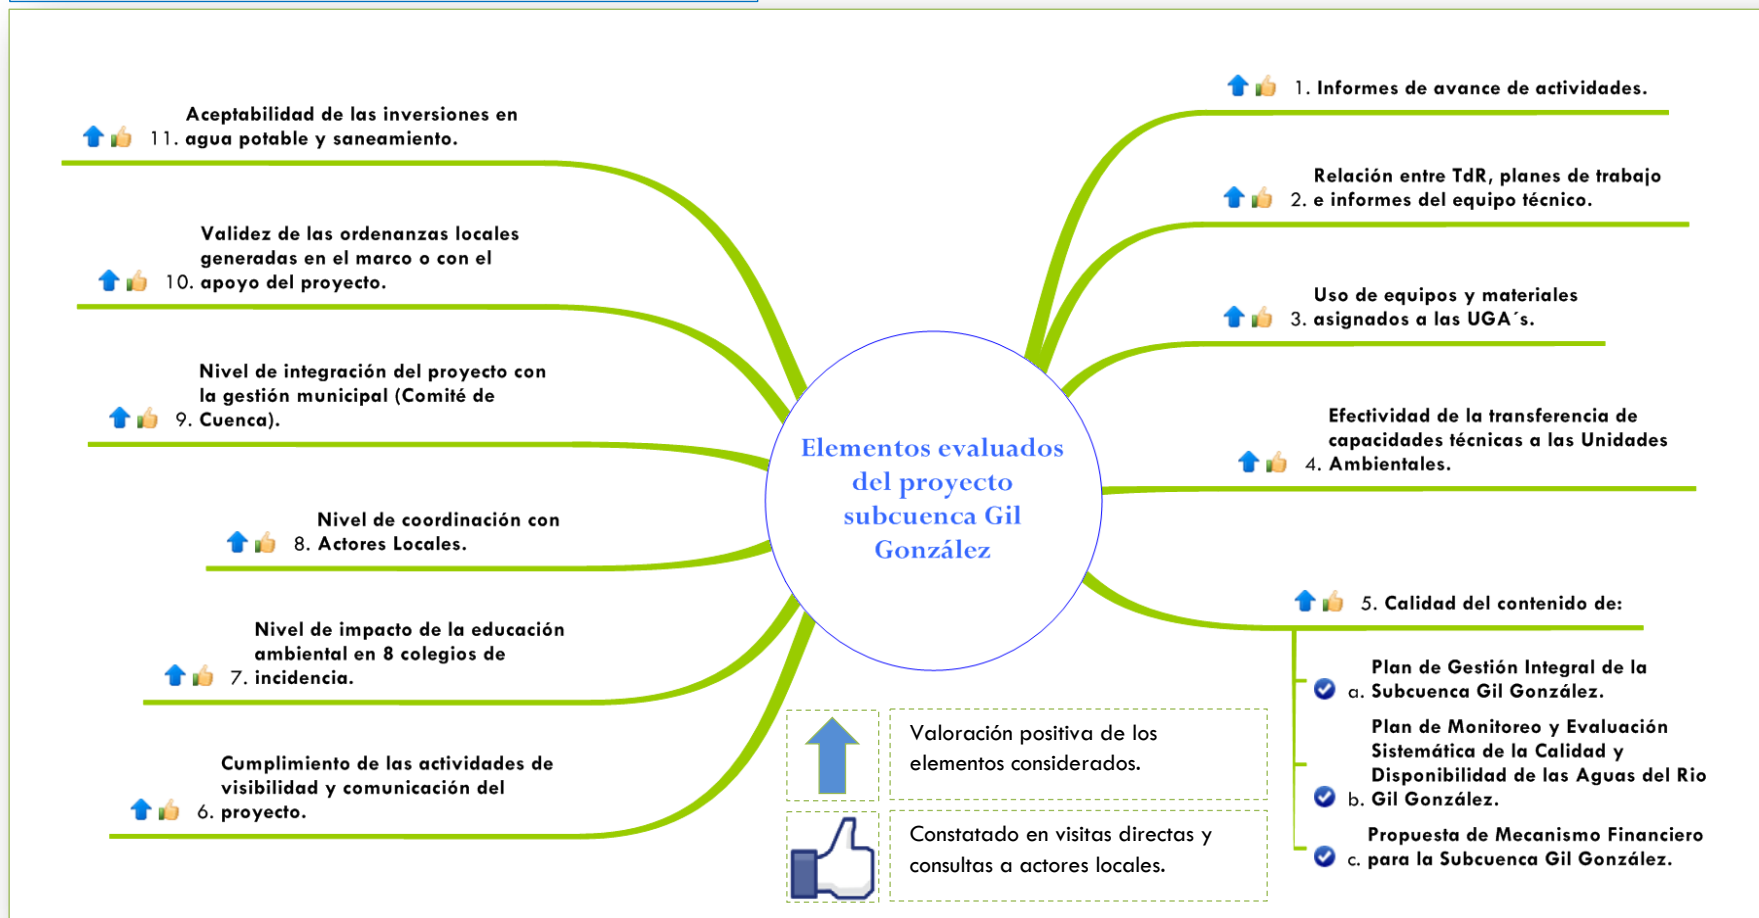 Elementos evaluados
del proyecto
subcuenca Gil
González
1. Informes de avance de actividades.
Relación entre TdR, planes de trabajo
2. e informes del equipo técnico.
Uso de equipos y materiales
3. asignados a las UGA´s.
Efectividad de la transferencia de
capacidades técnicas a las Unidades
4. Ambientales.
5. Calidad del contenido de:
Plan de Gestión Integral de la
a. Subcuenca Gil González.
Plan de Monitoreo y Evaluación
Sistemática de la Calidad y
Disponibilidad de las Aguas del Rio
b. Gil González.
Propuesta de Mecanismo Financiero
c. para la Subcuenca Gil González.
Cumplimiento de las actividades de
visibilidad y comunicación del
6. proyecto.
Nivel de impacto de la educación
ambiental en 8 colegios de
7. incidencia.
Nivel de coordinación con
8. Actores Locales.
Nivel de integración del proyecto con
la gestión municipal (Comité de
9. Cuenca).
Validez de las ordenanzas locales
generadas en el marco o con el
10. apoyo del proyecto.
Aceptabilidad de las inversiones en
11. agua potable y saneamiento.
Valoración positiva de los
elementos considerados.
Constatado en visitas directas y
consultas a actores locales.